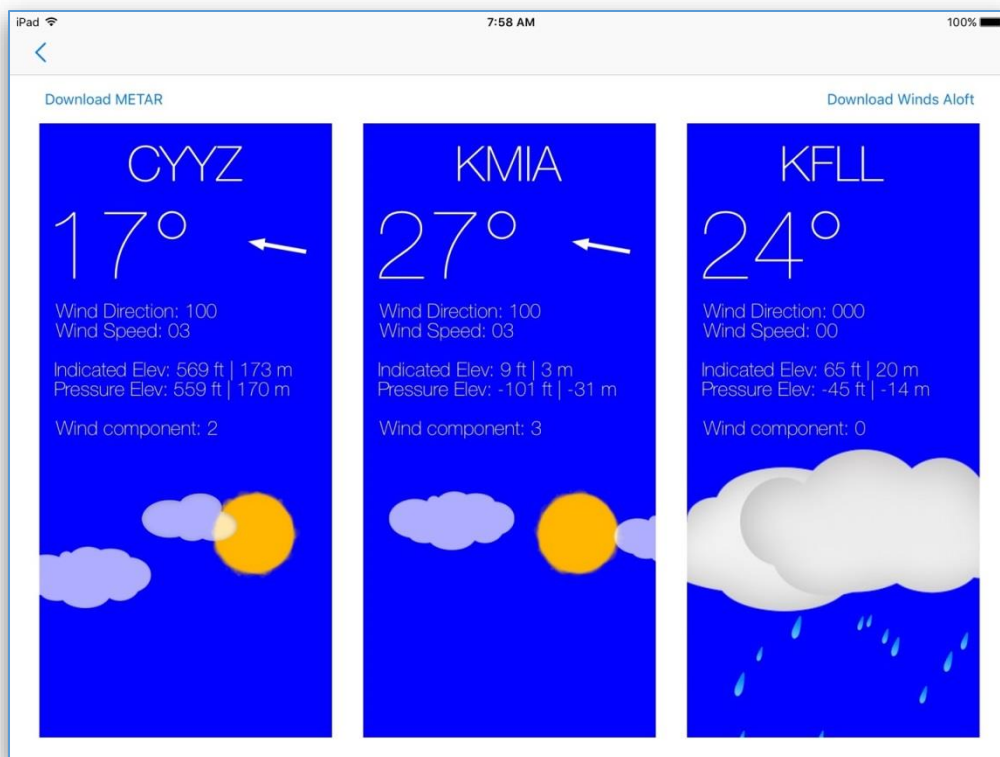 iPad 7:58 AM 100%
Download METAR Download Winds Aloft
CYYZ
17°
Wind Direction: 100
Wind Speed: 03
Indicated Elev: 569 ft | 173 m
Pressure Elev: 559 ft | 170 m
Wind component: 2
KMIA
27°
Wind Direction: 100
Wind Speed: 03
Indicated Elev: 9 ft | 3 m
Pressure Elev: -101 ft | -31 m
Wind component: 3
KFLL
24°
Wind Direction: 000
Wind Speed: 00
Indicated Elev: 65 ft | 20 m
Pressure Elev: -45 ft | -14 m
Wind component: 0